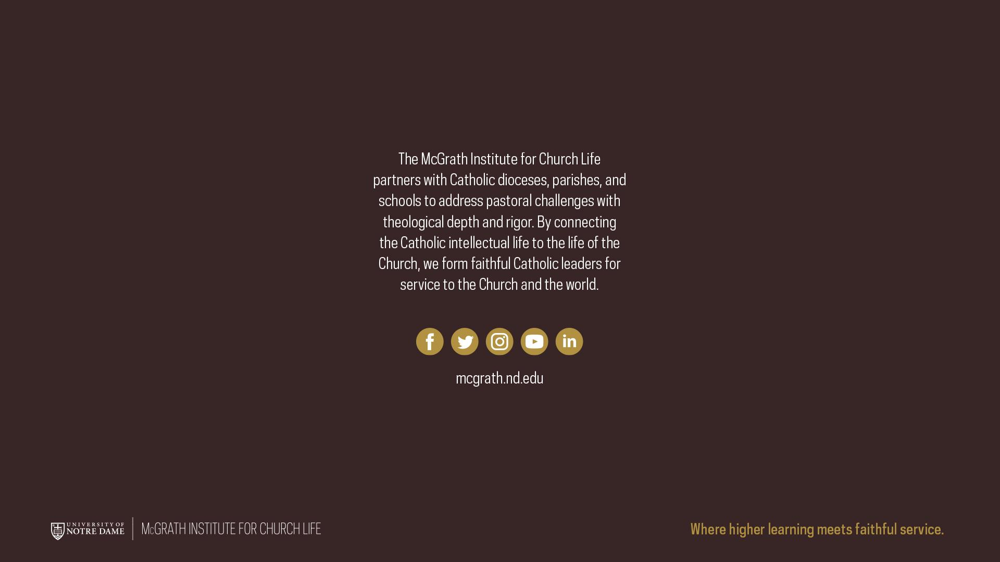 The McGrath Institute for Church Life
partners with Catholic dioceses, parishes, and
schools to address pastoral challenges with
theological depth and rigor. By connecting
the Catholic intellectual life to the life of the
Church, we form faithful Catholic leaders for
service to the Church and the world.
mcgrath.nd.edu
UNIVERSITY OF
NOTRE DAME
McGRATH INSTITUTE FOR CHURCH LIFE
Where higher learning meets faithful service.